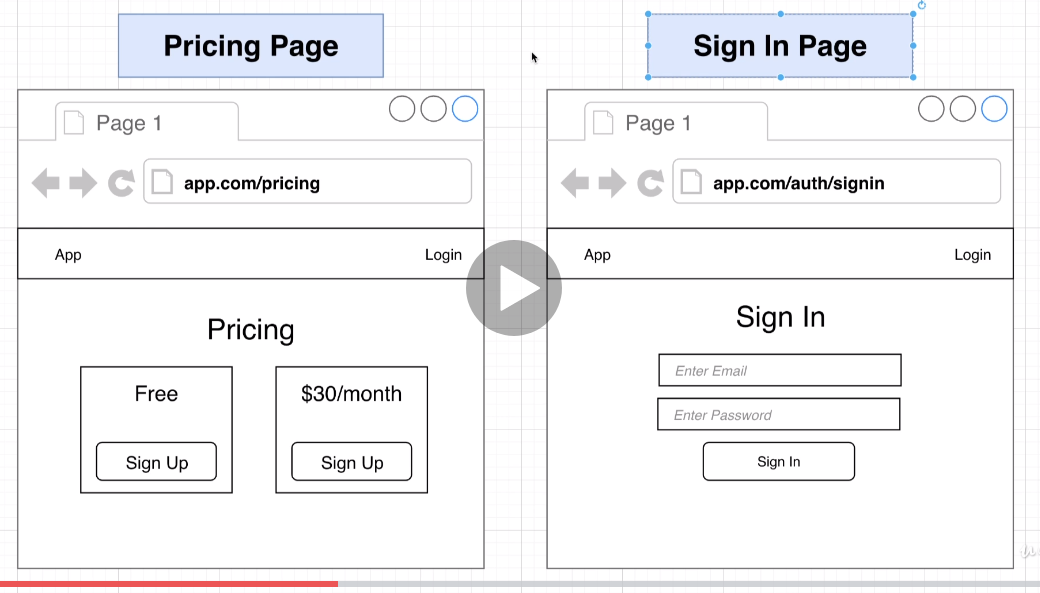 Pricing Page
Sign In Page
Page 1
app.com/pricing
App
Login
Pricing
Free
Sign Up
$30/month
Sign Up
Page 1
app.com/auth/signin
App
Login
Sign In
Enter Email
Enter Password
Sign In